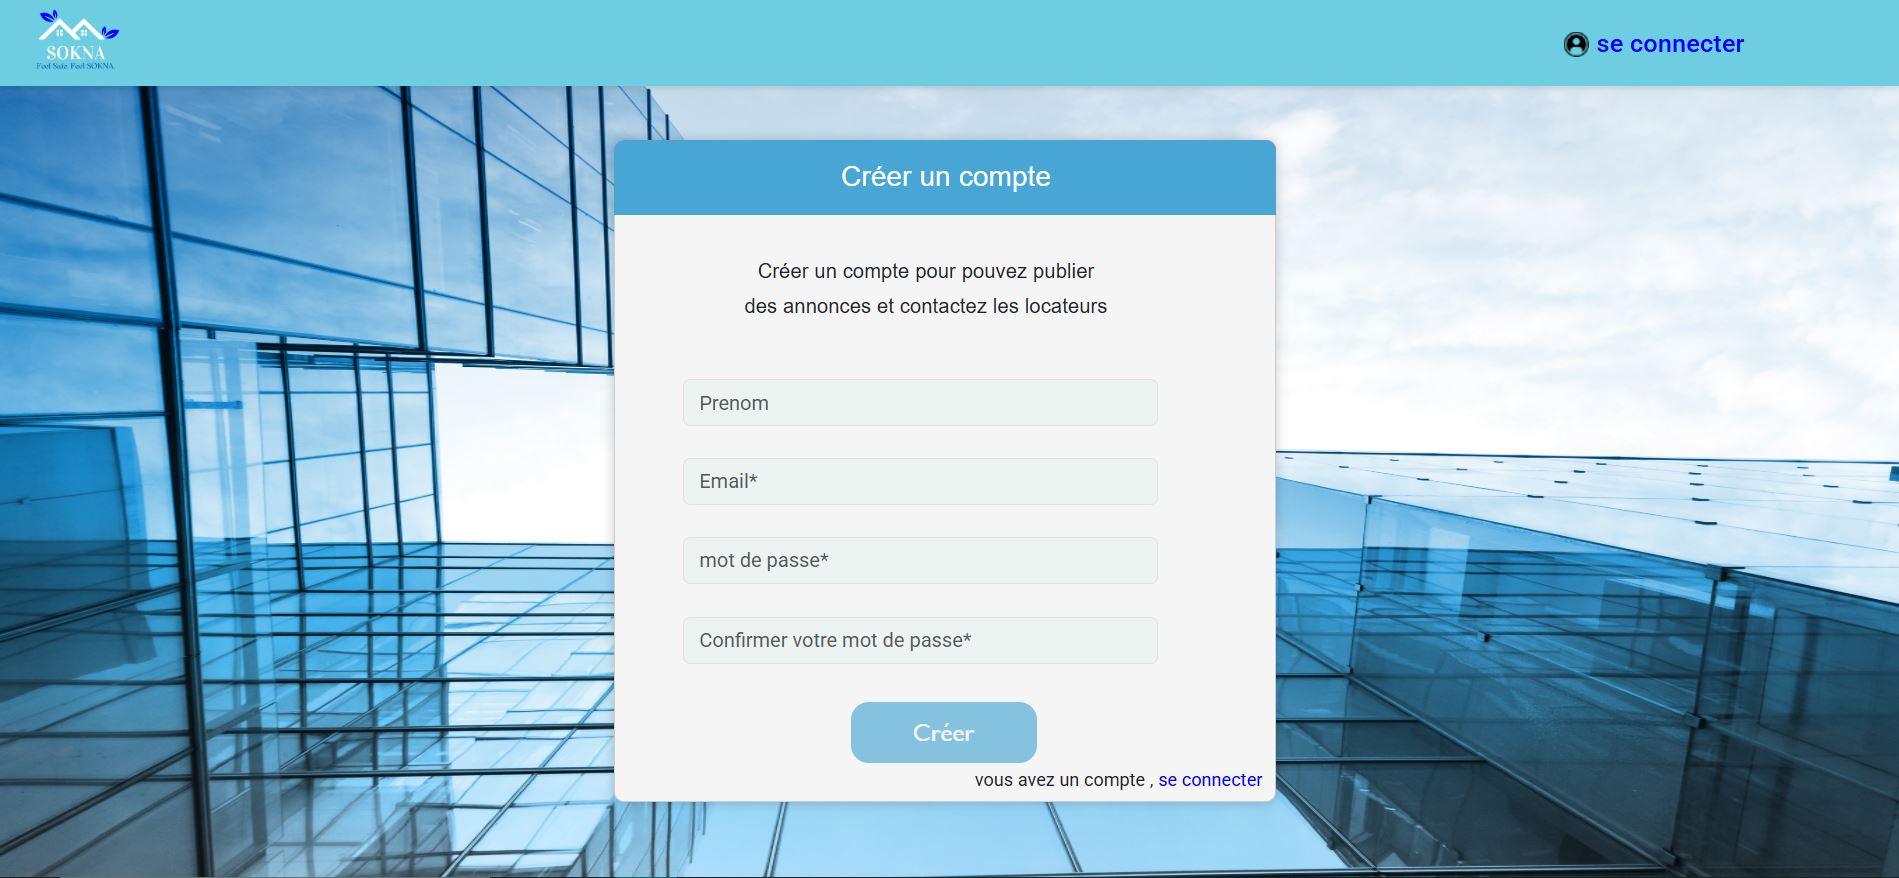 SOKNA
Feel Safe. Feel SOKNA.
se connecter
Créer un compte
Créer un compte pour pouvez publier
des annonces et contactez les locateurs
Prenom
Email*
mot de passe*
Confirmer votre mot de passe*
Créer
vous avez un compte , se connecter